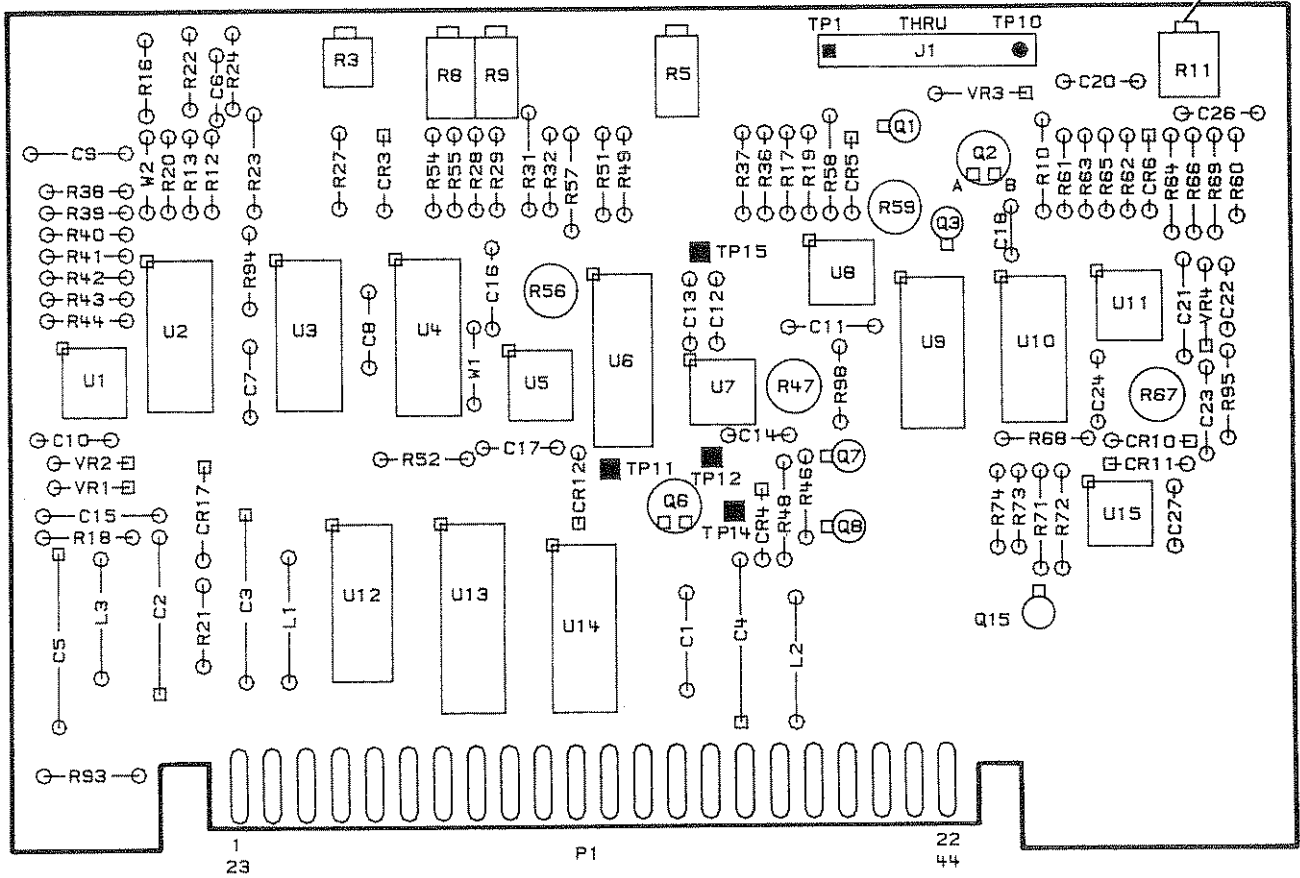 TP1 THRU TP10
J1
R3
R8
R9
R5
R11
R16
R22
C6
R24
VR3
C20
C26
Q1
Q2
A
B
C9
W2
R20
R13
R12
R23
R27
CR3
R54
R55
R28
R29
R31
R32
R57
R51
R49
R37
R36
R17
R19
R58
CR5
R59
Q3
C18
R10
R61
R63
R65
R62
CR6
R64
R66
R69
R60
R38
R39
R40
R41
R42
R43
R44
R94
C16
R56
TP15
U8
C13
C12
U11
C21
VR4
C22
U2
U3
C8
U4
W1
U6
C11
U9
U10
U1
C7
U5
U7
R47
R98
C24
R67
C23
R95
C10
VR2
VR1
C15
R18
R52
C17
CR12
TP11
C14
TP12
Q7
R68
CR10
CR11
CR17
Q6
TP14
CR4
R48
R46
Q8
R74
R73
R71
R72
U15
C27
C5
L3
C2
R21
C3
L1
U12
U13
U14
C1
C4
L2
Q15
R93
1
23
P1
22
44